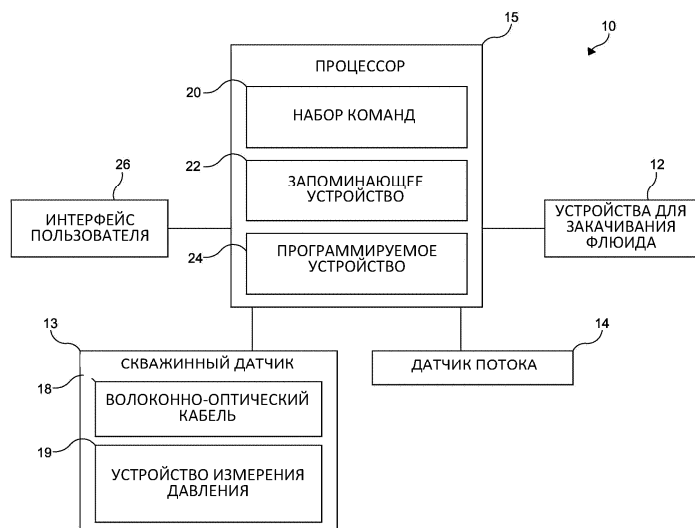 15
10
ПРОЦЕССОР
20
НАБОР КОМАНД
22
ЗАПОМИНАЮЩЕЕ
УСТРОЙСТВО
26
ИНТЕРФЕЙС
ПОЛЬЗОВАТЕЛЯ
12
УСТРОЙСТВА ДЛЯ
ЗАКАЧИВАНИЯ
ФЛЮИДА
24
ПРОГРАММИРУЕМОЕ
УСТРОЙСТВО
13
СКВАЖИННЫЙ ДАТЧИК
14
ДАТЧИК ПОТОКА
18
ВОЛОКОННО-ОПТИЧЕСКИЙ
КАБЕЛЬ
19
УСТРОЙСТВО ИЗМЕРЕНИЯ
ДАВЛЕНИЯ